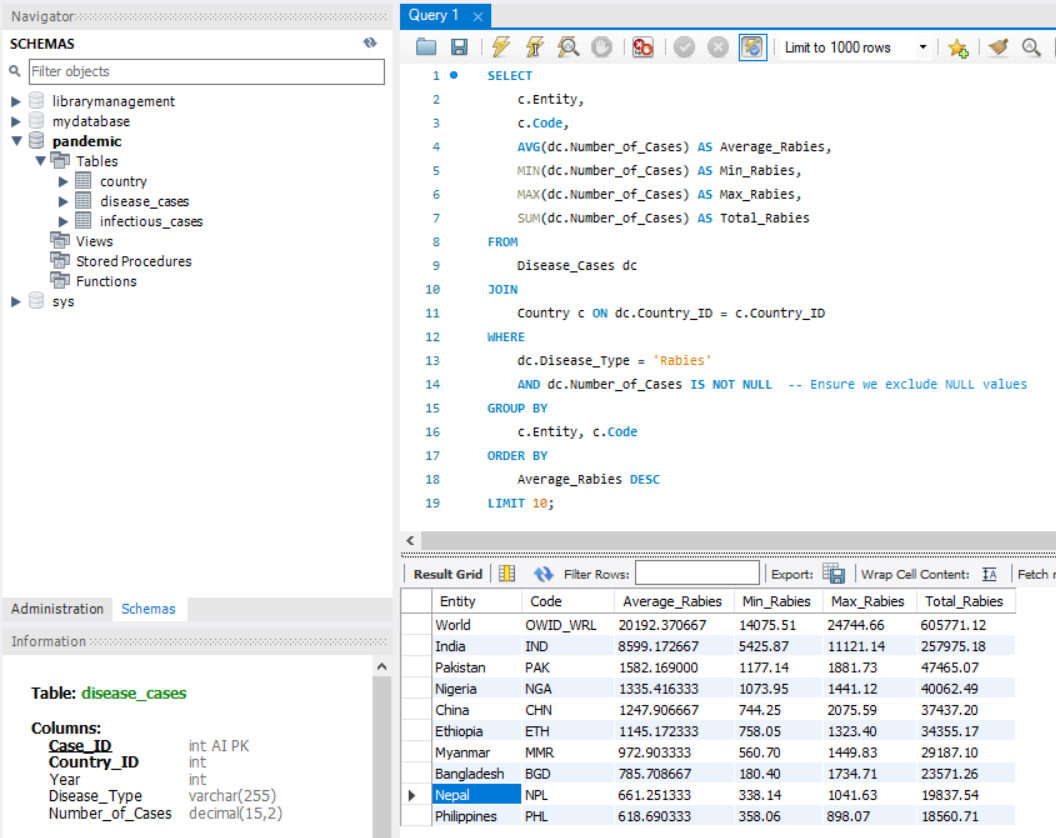 Navigator
SCHEMAS
Filter objects
librarymanagement
mydatabase
pandemic
Tables
country
disease_cases
infectious_cases
Views
Stored Procedures
Functions
sys
Administration Schemas
Information
Table: disease_cases
Columns:
Case_ID int AI PK
Country_ID int
Year int
Disease_Type varchar(255)
Number_of_Cases decimal(15,2)
Query 1
Limit to 1000 rows
1 SELECT
2 c.Entity,
3 c.Code,
4 AVG(dc.Number_of_Cases) AS Average_Rabies,
5 MIN(dc.Number_of_Cases) AS Min_Rabies,
6 MAX(dc.Number_of_Cases) AS Max_Rabies,
7 SUM(dc.Number_of_Cases) AS Total_Rabies
8 FROM
9 Disease_Cases dc
10 JOIN
11 Country c ON dc.Country_ID = c.Country_ID
12 WHERE
13 dc.Disease_Type = 'Rabies'
14 AND dc.Number_of_Cases IS NOT NULL -- Ensure we exclude NULL values
15 GROUP BY
16 c.Entity, c.Code
17 ORDER BY
18 Average_Rabies DESC
19 LIMIT 10;
Result Grid Filter Rows: Export: Wrap Cell Content: Fetch
Entity Code Average_Rabies Min_Rabies Max_Rabies Total_Rabies
World OWID_WRL 20192.370667 14075.51 24744.66 605771.12
India IND 8599.172667 5425.87 11121.14 257975.18
Pakistan PAK 1582.169000 1177.14 1881.73 47465.07
Nigeria NGA 1335.416333 1073.95 1441.12 40062.49
China CHN 1247.906667 744.25 2075.59 37437.20
Ethiopia ETH 1145.172333 758.05 1323.40 34355.17
Myanmar MMR 972.903333 560.70 1449.83 29187.10
Bangladesh BGD 785.708667 180.40 1734.71 23571.26
Nepal NPL 661.251333 338.14 1041.63 19837.54
Philippines PHL 618.690333 358.06 898.07 18560.71